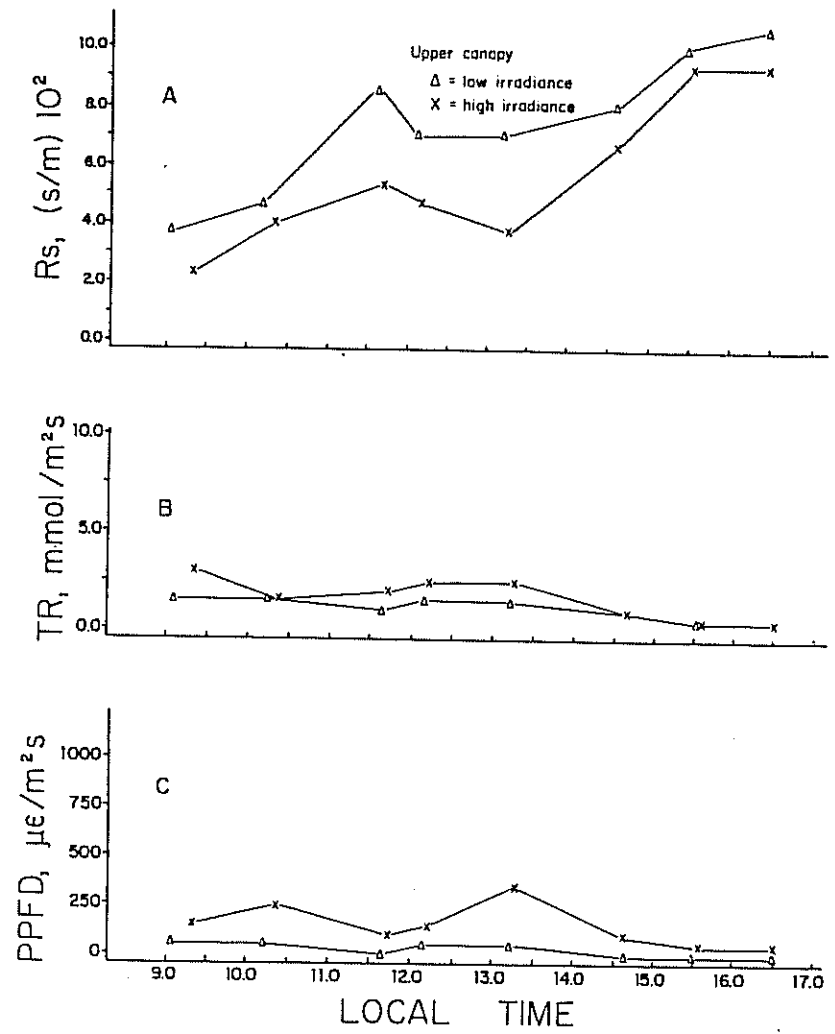 10.0
8.0
6.0
4.0
2.0
0.0
Rs, (s/m) 10²
A
Upper canopy
Δ = low irradiance
x = high irradiance
10.0
5.0
0.0
TR, m·mol/m²s
B
1000
750
500
250
0
PPFD, µє/m²s
C
9.0 10.0 11.0 12.0 13.0 14.0 15.0 16.0 17.0
LOCAL TIME